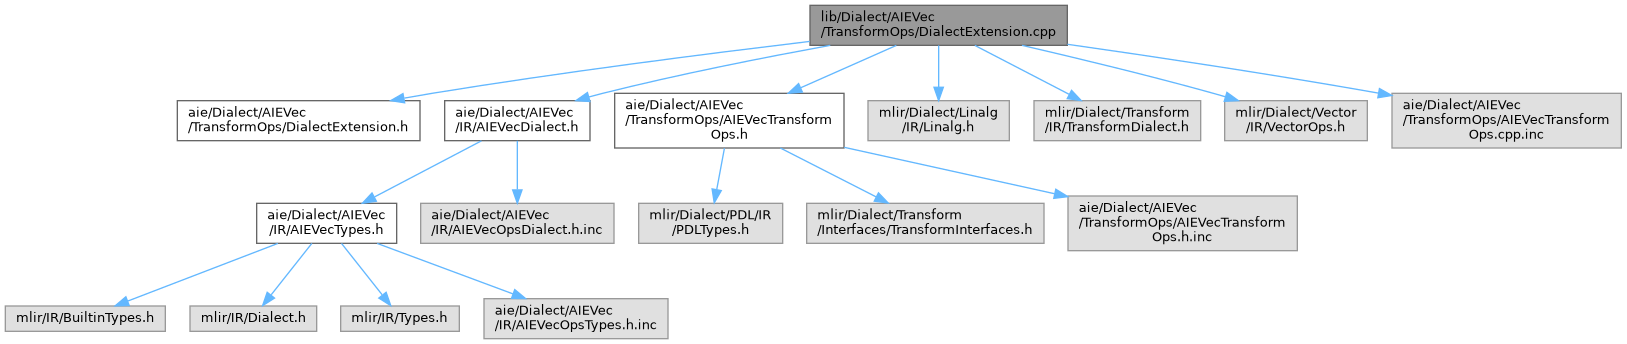 lib/Dialect/AIEVec
/TransformOps/DialectExtension.cpp
aie/Dialect/AIEVec
/TransformOps/DialectExtension.h
aie/Dialect/AIEVec
/IR/AIEVecDialect.h
aie/Dialect/AIEVec
/TransformOps/AIEVecTransform
Ops.h
mlir/Dialect/Linalg
/IR/Linalg.h
mlir/Dialect/Transform
/IR/TransformDialect.h
mlir/Dialect/Vector
/IR/VectorOps.h
aie/Dialect/AIEVec
/TransformOps/AIEVecTransform
Ops.cpp.inc
aie/Dialect/AIEVec
/IR/AIEVecTypes.h
aie/Dialect/AIEVec
/IR/AIEVecOpsDialect.h.inc
mlir/Dialect/PDL/IR
/PDLTypes.h
mlir/Dialect/Transform
/Interfaces/TransformInterfaces.h
aie/Dialect/AIEVec
/TransformOps/AIEVecTransform
Ops.h.inc
mlir/IR/BuiltinTypes.h
mlir/IR/Dialect.h
mlir/IR/Types.h
aie/Dialect/AIEVec
/IR/AIEVecOpsTypes.h.inc